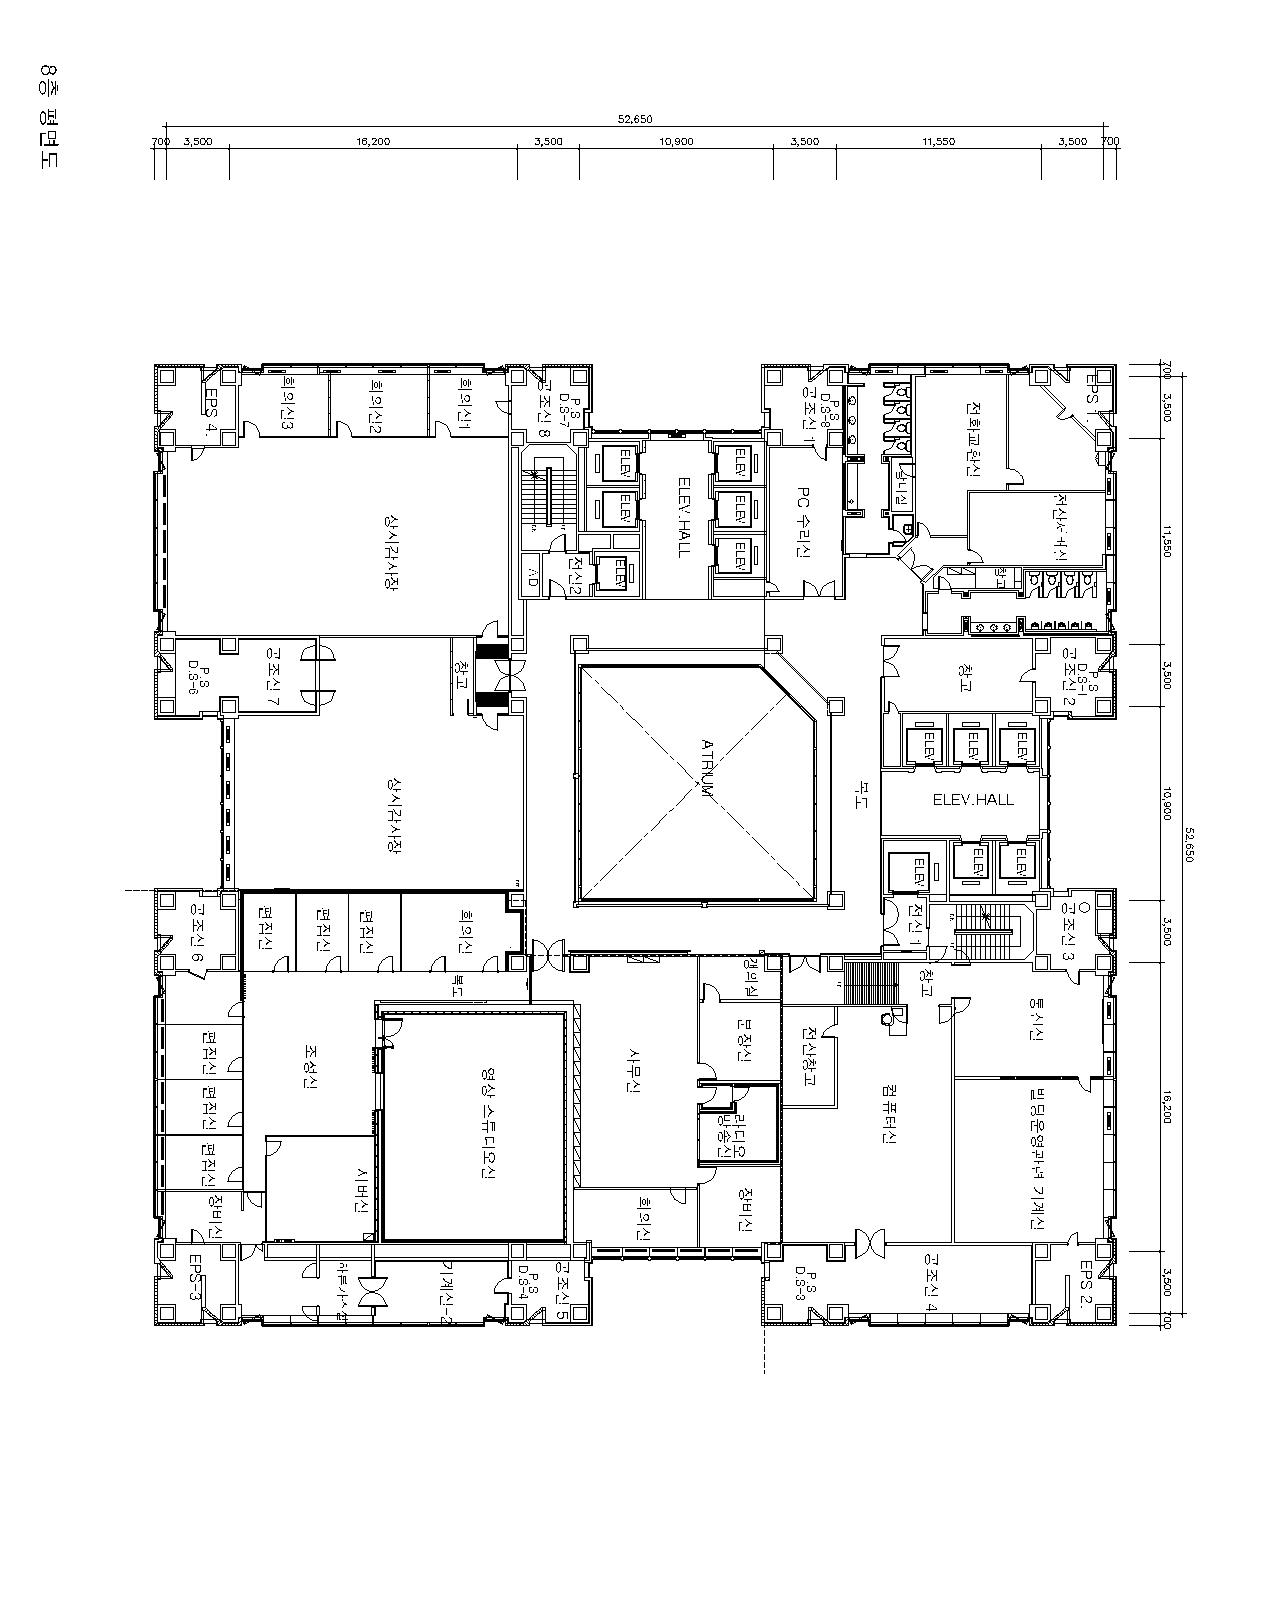 52,650
700 3,500 11,550 3,500 10,900 3,500 16,200 3,500 700
700
3,500
11,550
3,500
10,900
3,500
16,200
3,500
700
52,650
EPS 1.
전산서버실
P.S
D.S-1
공조실 2
공조실 3
통신실
빌딩운영관련 기계실
EPS 2.
ELEV
ELEV
ELEV
ELEV.HALL
ELEV
ELEV
ELEV
전실 1
창고
전화교환실
창고
창고
공조실 4
컴퓨터실
복도
P.S
D.S-8
공조실 1
PC 수리실
전산창고
P.S
D.S-3
ELEV
ELEV
ELEV
갱의실
분장실
라디오
방송실
장비실
ATRIUM
ELEV.HALL
사무실
회의실
ELEV
ELEV
ELEV
전실2
P.S
D.S-7
공조실 8
AD
공조실 5
P.S
D.S-4
회의실1
창고
회의실
복도
영상 스튜디오실
기계실-2
상시감사장
상시감사장
회의실2
편집실
서버실
편집실
조성실
회의실3
공조실 7
편집실
EPS 4.
P.S
D.S-6
공조실 6
편집실
편집실
편집실
장비실
EPS-3
8층 평면도